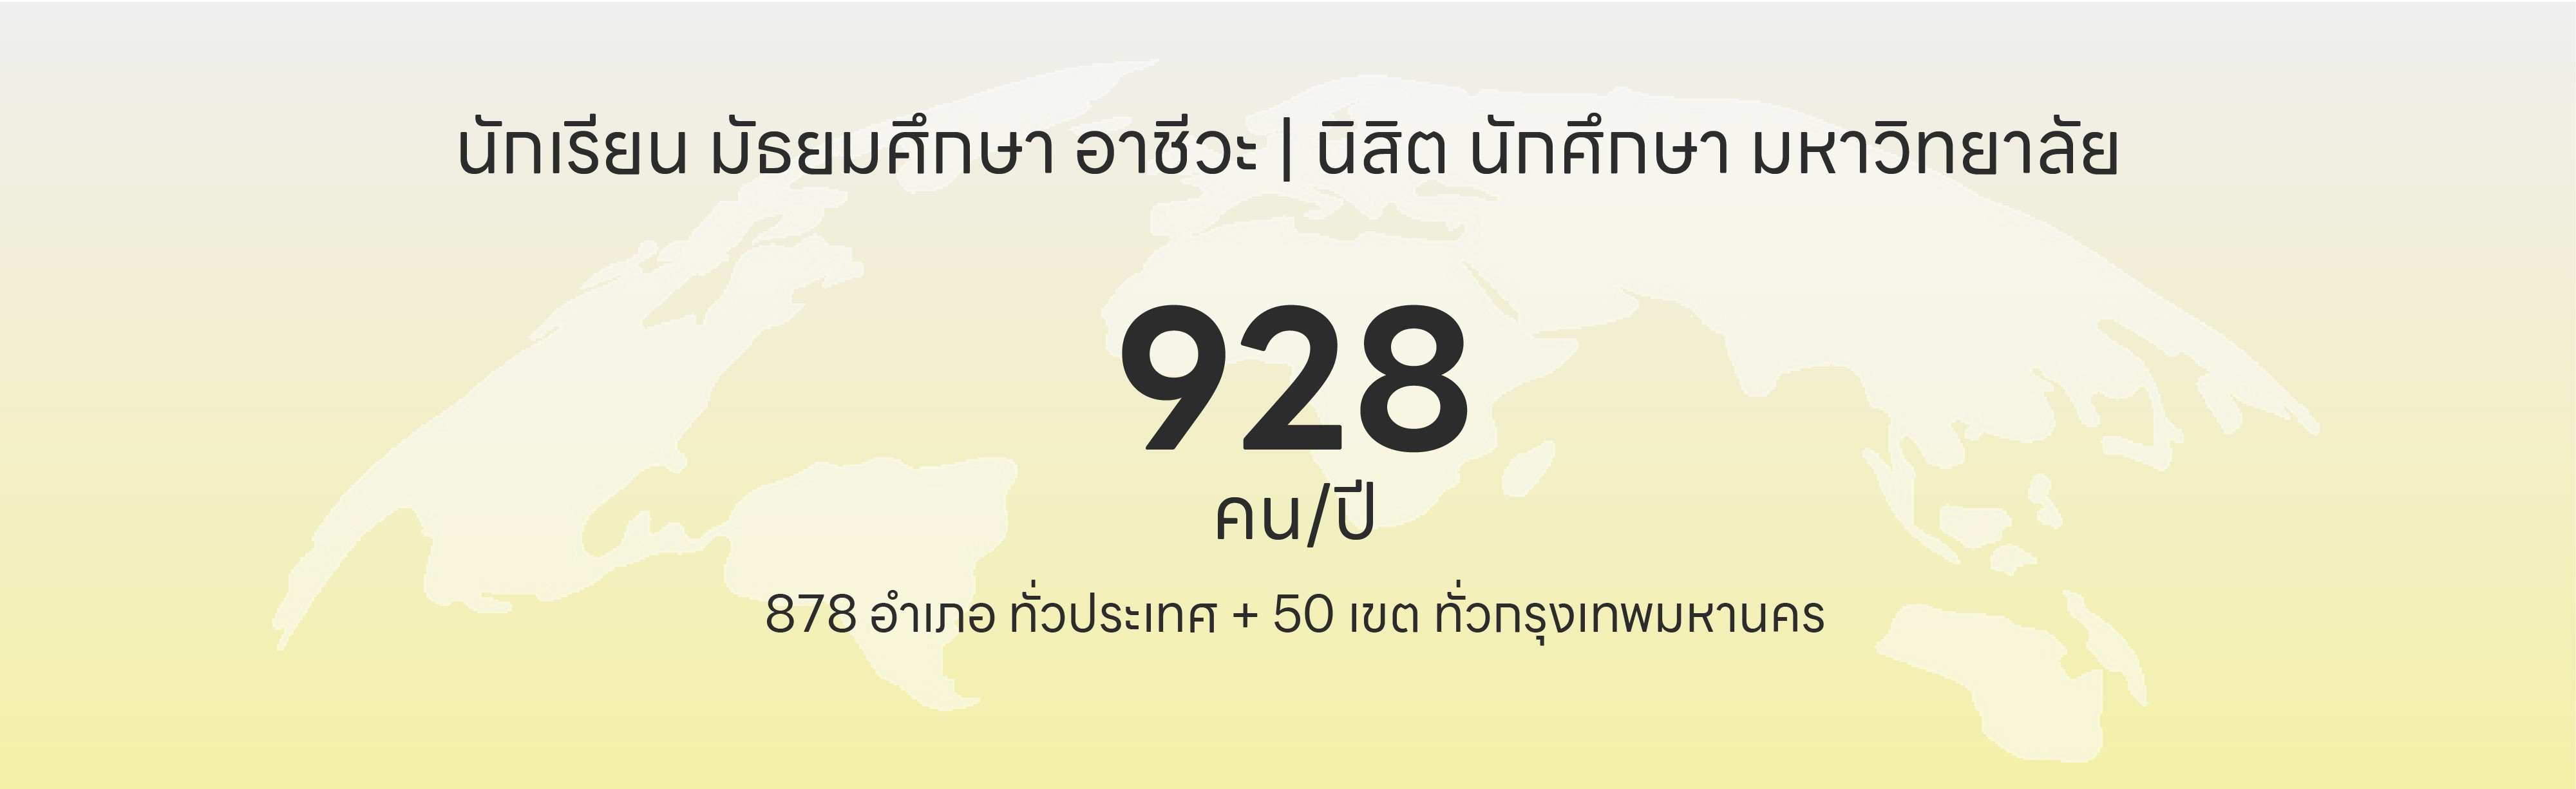 นักเรียน มัธยมศึกษา อาชีวะ | นิสิต นักศึกษา มหาวิทยาลัย
928
คน/ปี
878 อำเภอ ทั่วประเทศ + 50 เขต ทั่วกรุงเทพมหานคร